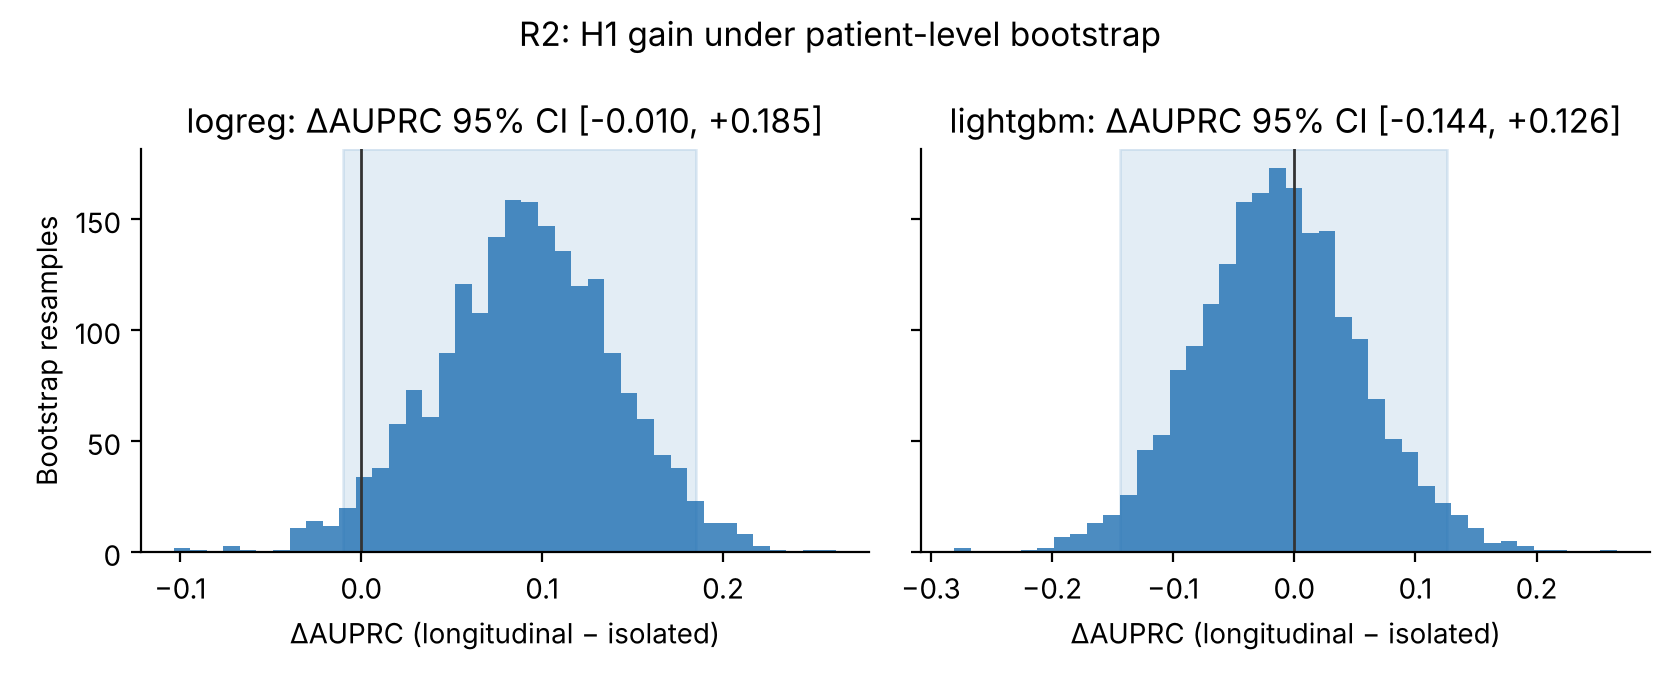 R2: H1 gain under patient-level bootstrap
logreg: ΔAUPRC 95% CI [-0.010, +0.185]
Bootstrap resamples
150
100
50
0
−0.1 0.0 0.1 0.2
ΔAUPRC (longitudinal − isolated)
lightgbm: ΔAUPRC 95% CI [-0.144, +0.126]
−0.3 −0.2 −0.1 0.0 0.1 0.2
ΔAUPRC (longitudinal − isolated)